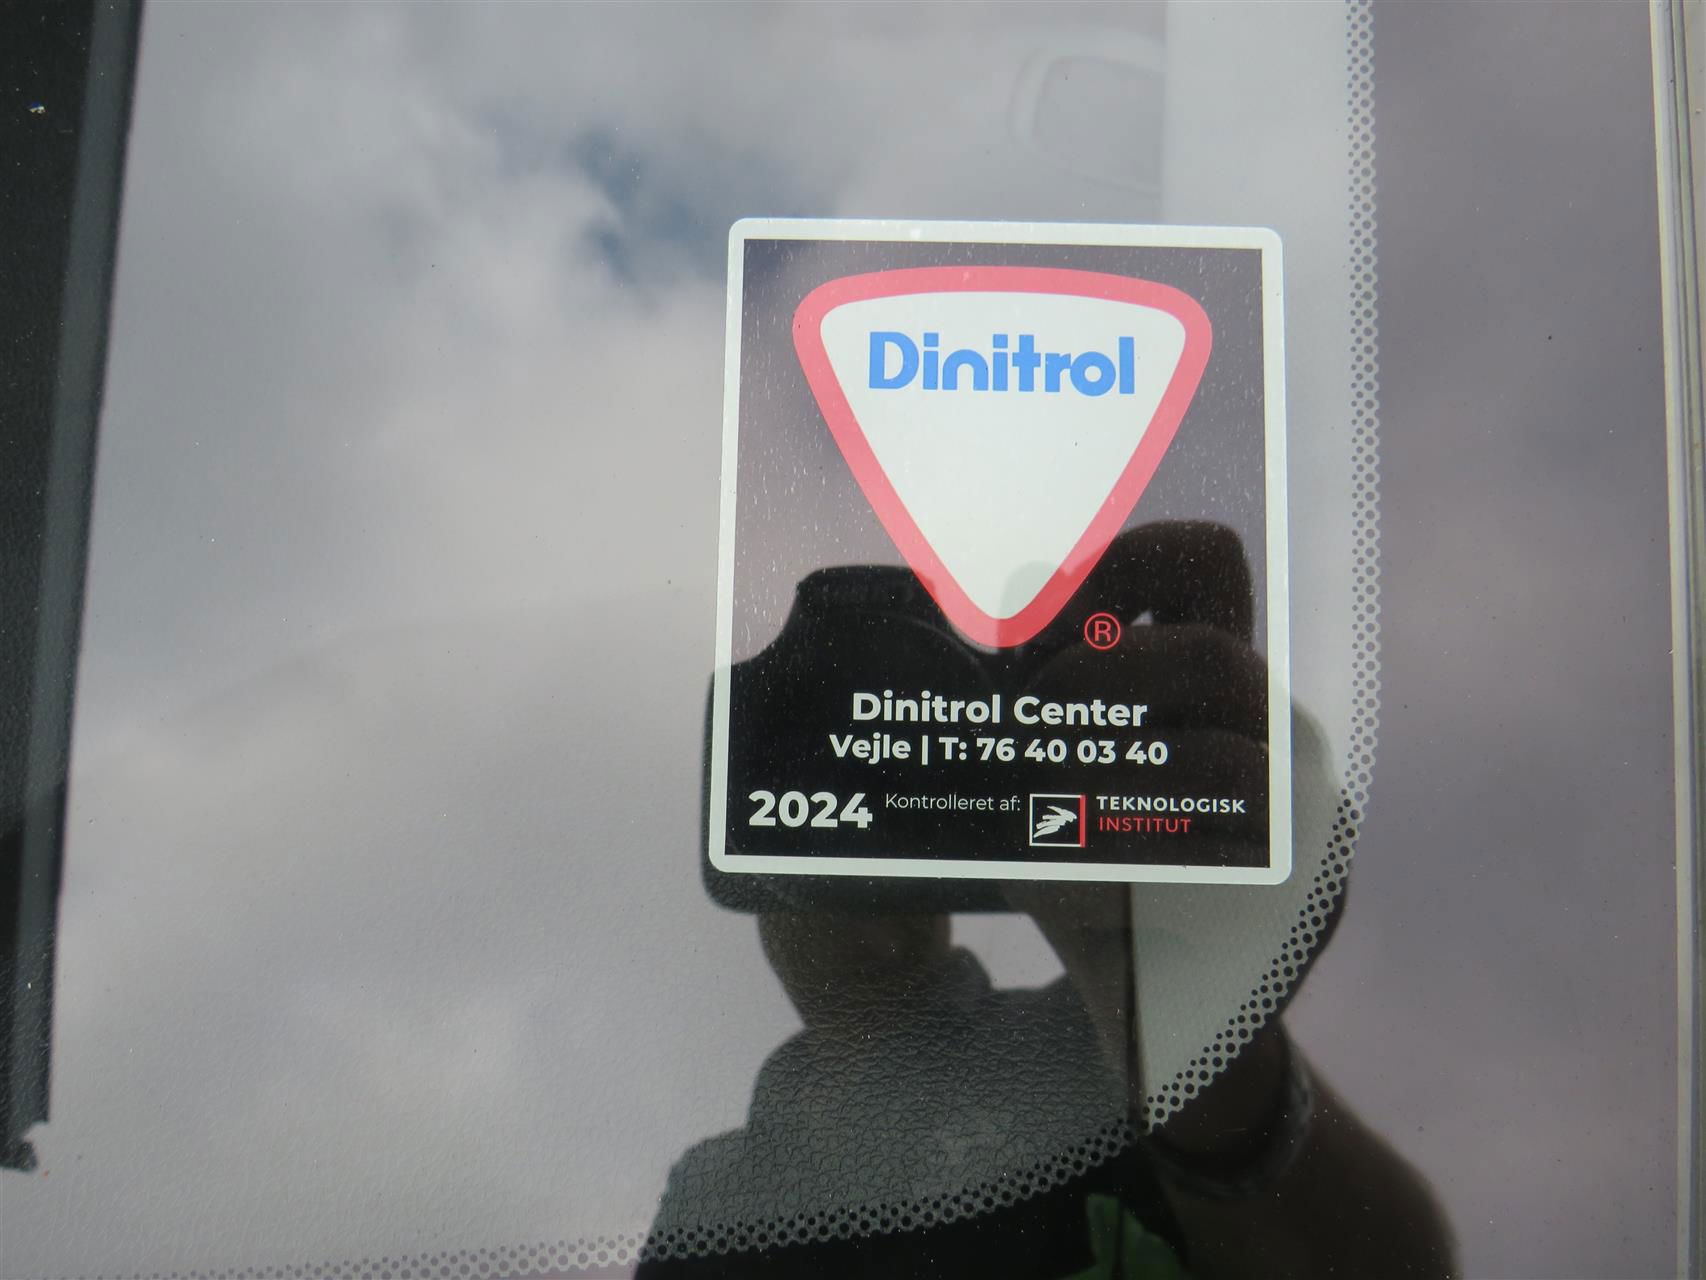 Dinitrol
®
Dinitrol Center
Vejle | T: 76 40 03 40
2024 Kontrolleret af: TEKNOLOGISK
INSTITUT